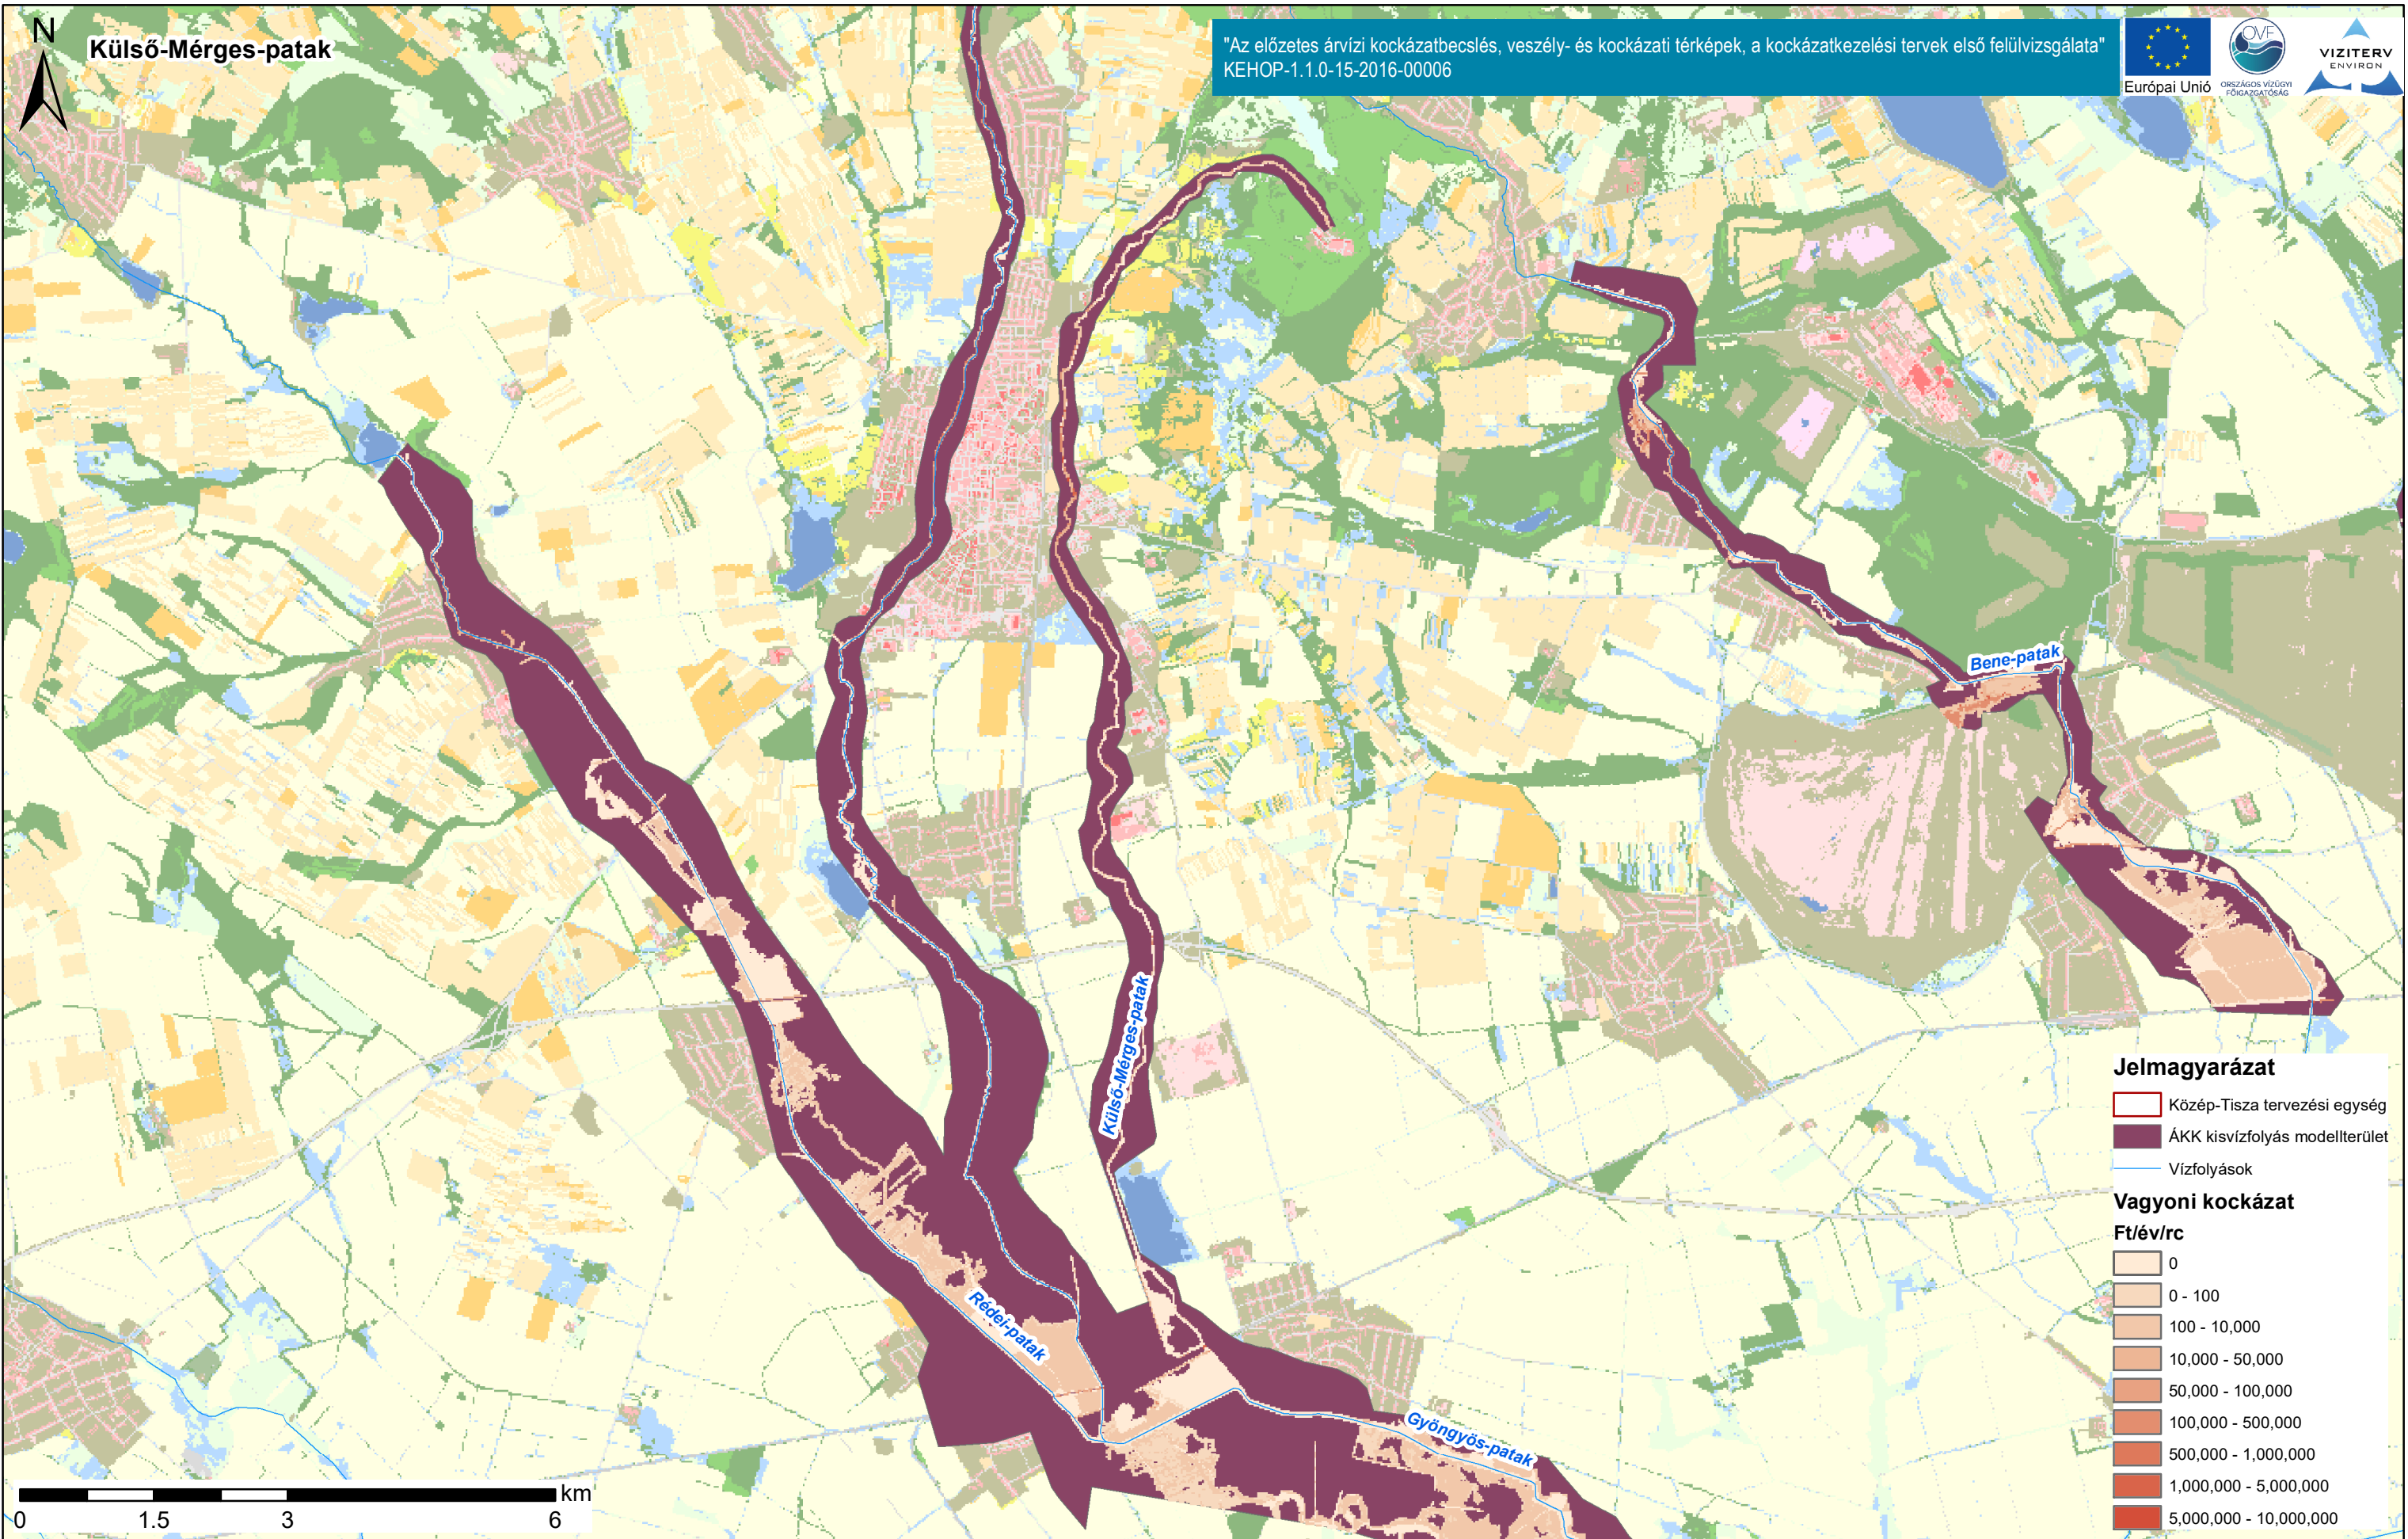 N
Külső-Mérges-patak
"Az előzetes árvízi kockázatbecslés, veszély- és kockázati térképek, a kockázatkezelési tervek első felülvizsgálata"
KEHOP-1.1.0-15-2016-00006
Európai Unió
OVF
ORSZÁGOS VÍZÜGYI
FŐIGAZGATÓSÁG
VIZITERV
ENVIRON
Bene-patak
Külső-Mérges-patak
Rédei-patak
Gyöngyös-patak
Jelmagyarázat
Közép-Tisza tervezési egység
ÁKK kisvízfolyás modellterület
Vízfolyások
Vagyoni kockázat
Ft/év/rc
0
0 - 100
100 - 10,000
10,000 - 50,000
50,000 - 100,000
100,000 - 500,000
500,000 - 1,000,000
1,000,000 - 5,000,000
5,000,000 - 10,000,000
km
0 1.5 3 6